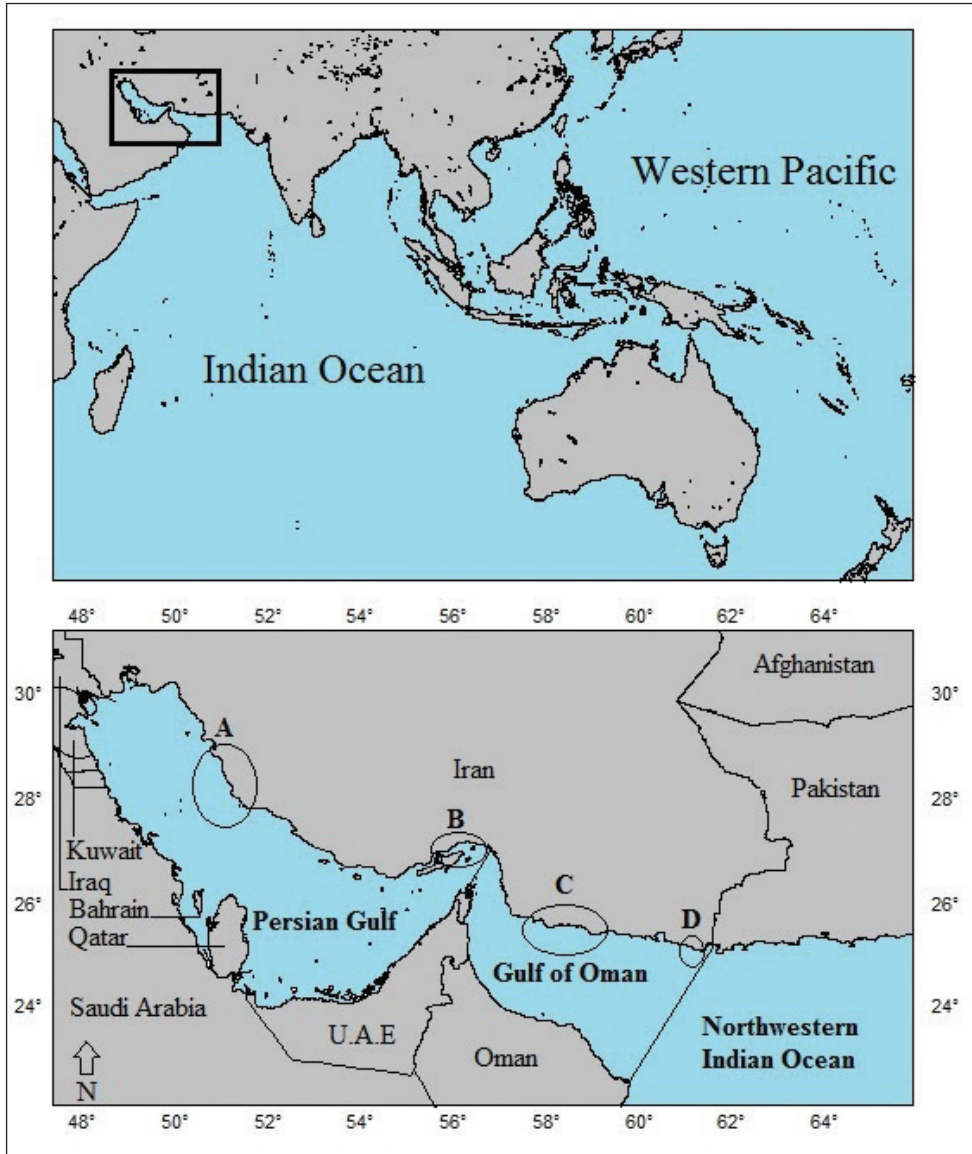 Western Pacific
Indian Ocean
48° 50° 52° 54° 56° 58° 60° 62° 64°
Afghanistan
30° 30°
A
Iran
Pakistan
28° 28°
B
Kuwait
Iraq
26° 26°
C
Bahrain
D
Qatar
Persian Gulf
Gulf of Oman
24° 24°
Saudi Arabia
U.A.E
Northwestern
Indian Ocean
Oman
N
48° 50° 52° 54° 56° 58° 60° 62° 64°